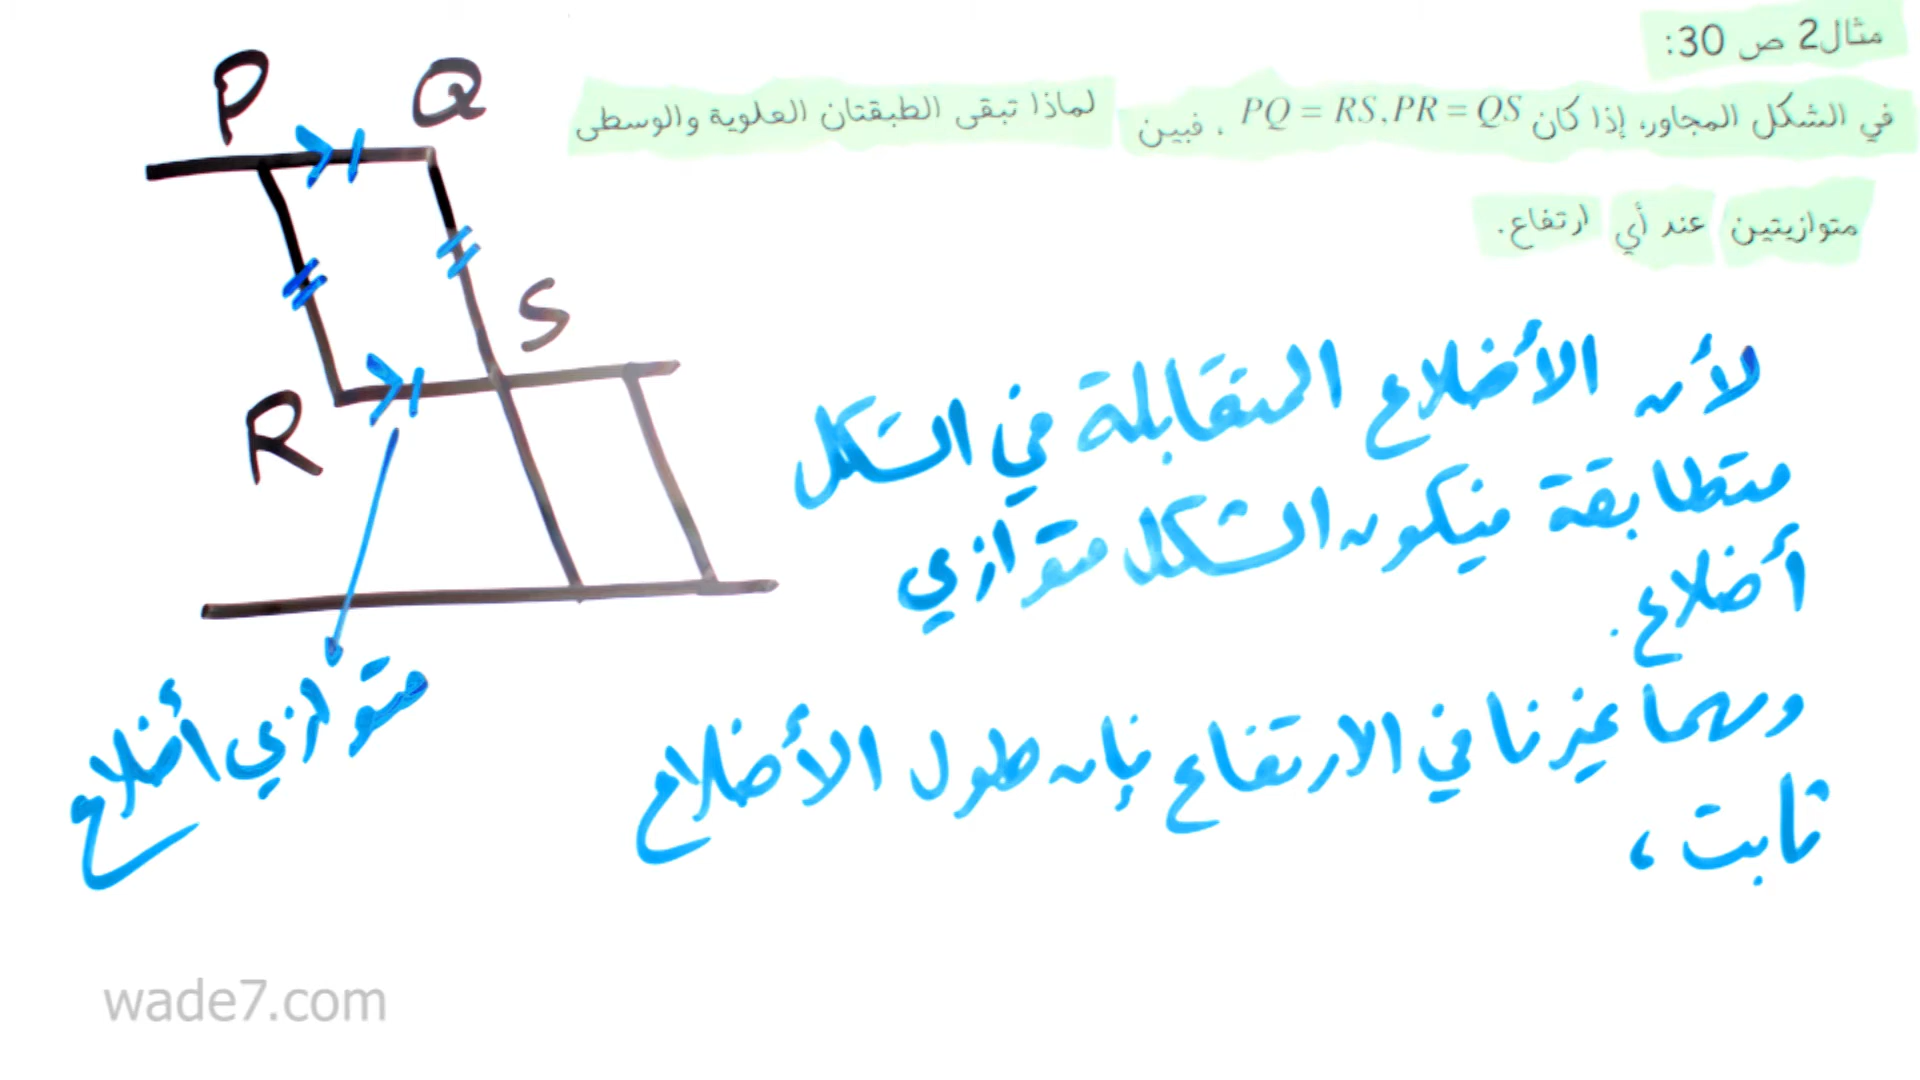 مثال2 ص 30:
في الشكل المجاور، إذا كان PQ = RS, PR = QS ، فبين لماذا تبقى الطبقتان العلوية والوسطى
متوازيتين عند أي ارتفاع.
P
Q
S
R
لأن الأضلاع المتقابلة في الشكل
متطابقة فيكون الشكل متوازي
أضلاع.
ومهما غيرنا في الارتفاع فإن طول الأضلاع
ثابت ،
متوازي أضلاع
wade7.com